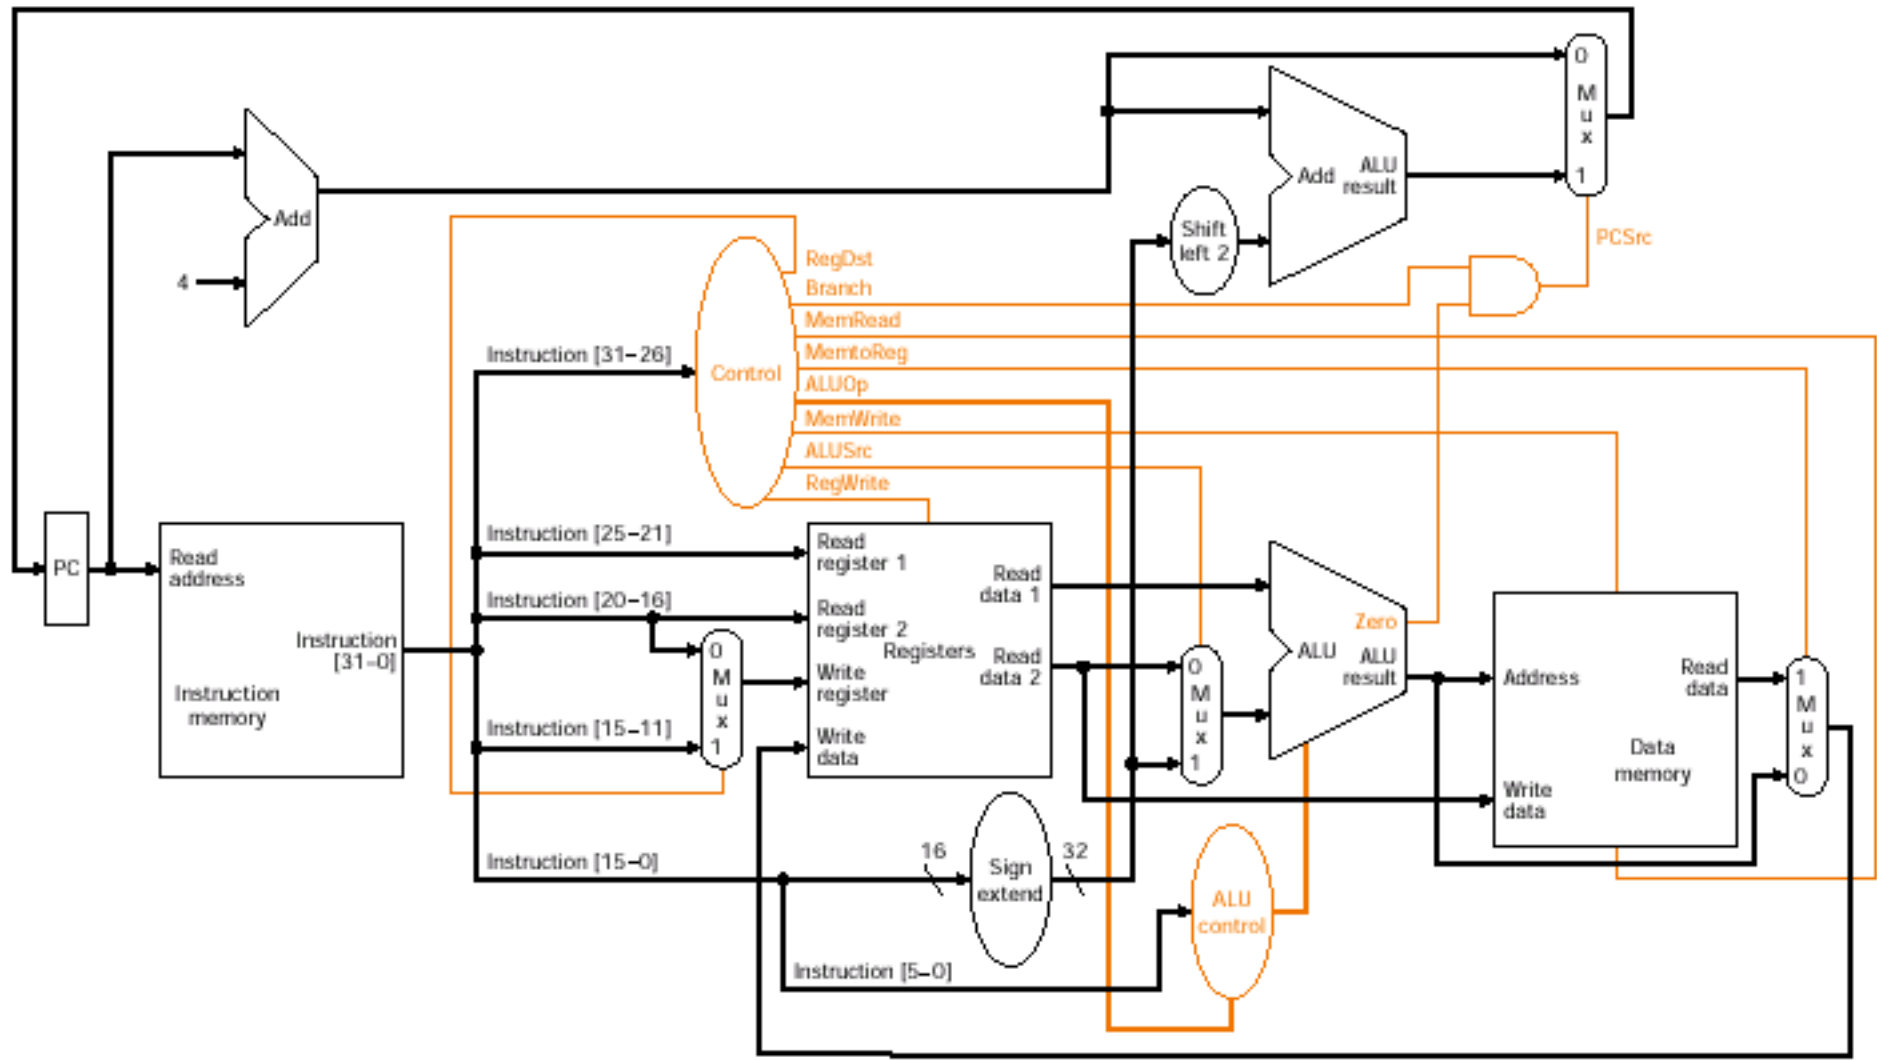 0
M
u
x
1
Add
ALU
result
Add
4
Shift
left 2
PCSrc
RegDst
Branch
MemRead
MemtoReg
ALUOp
MemWrite
ALUSrc
RegWrite
Control
Instruction [31–26]
Instruction [25–21]
Instruction [20–16]
Instruction [15–11]
Instruction [15–0]
Instruction [5–0]
PC
Read
address
Instruction
[31–0]
Instruction
memory
0
M
u
x
1
Read
register 1
Read
register 2
Write
register
Write
data
Registers
Read
data 1
Read
data 2
0
M
u
x
1
Zero
ALU
ALU
result
Address
Write
data
Read
data
Data
memory
1
M
u
x
0
16
Sign
extend
32
ALU
control